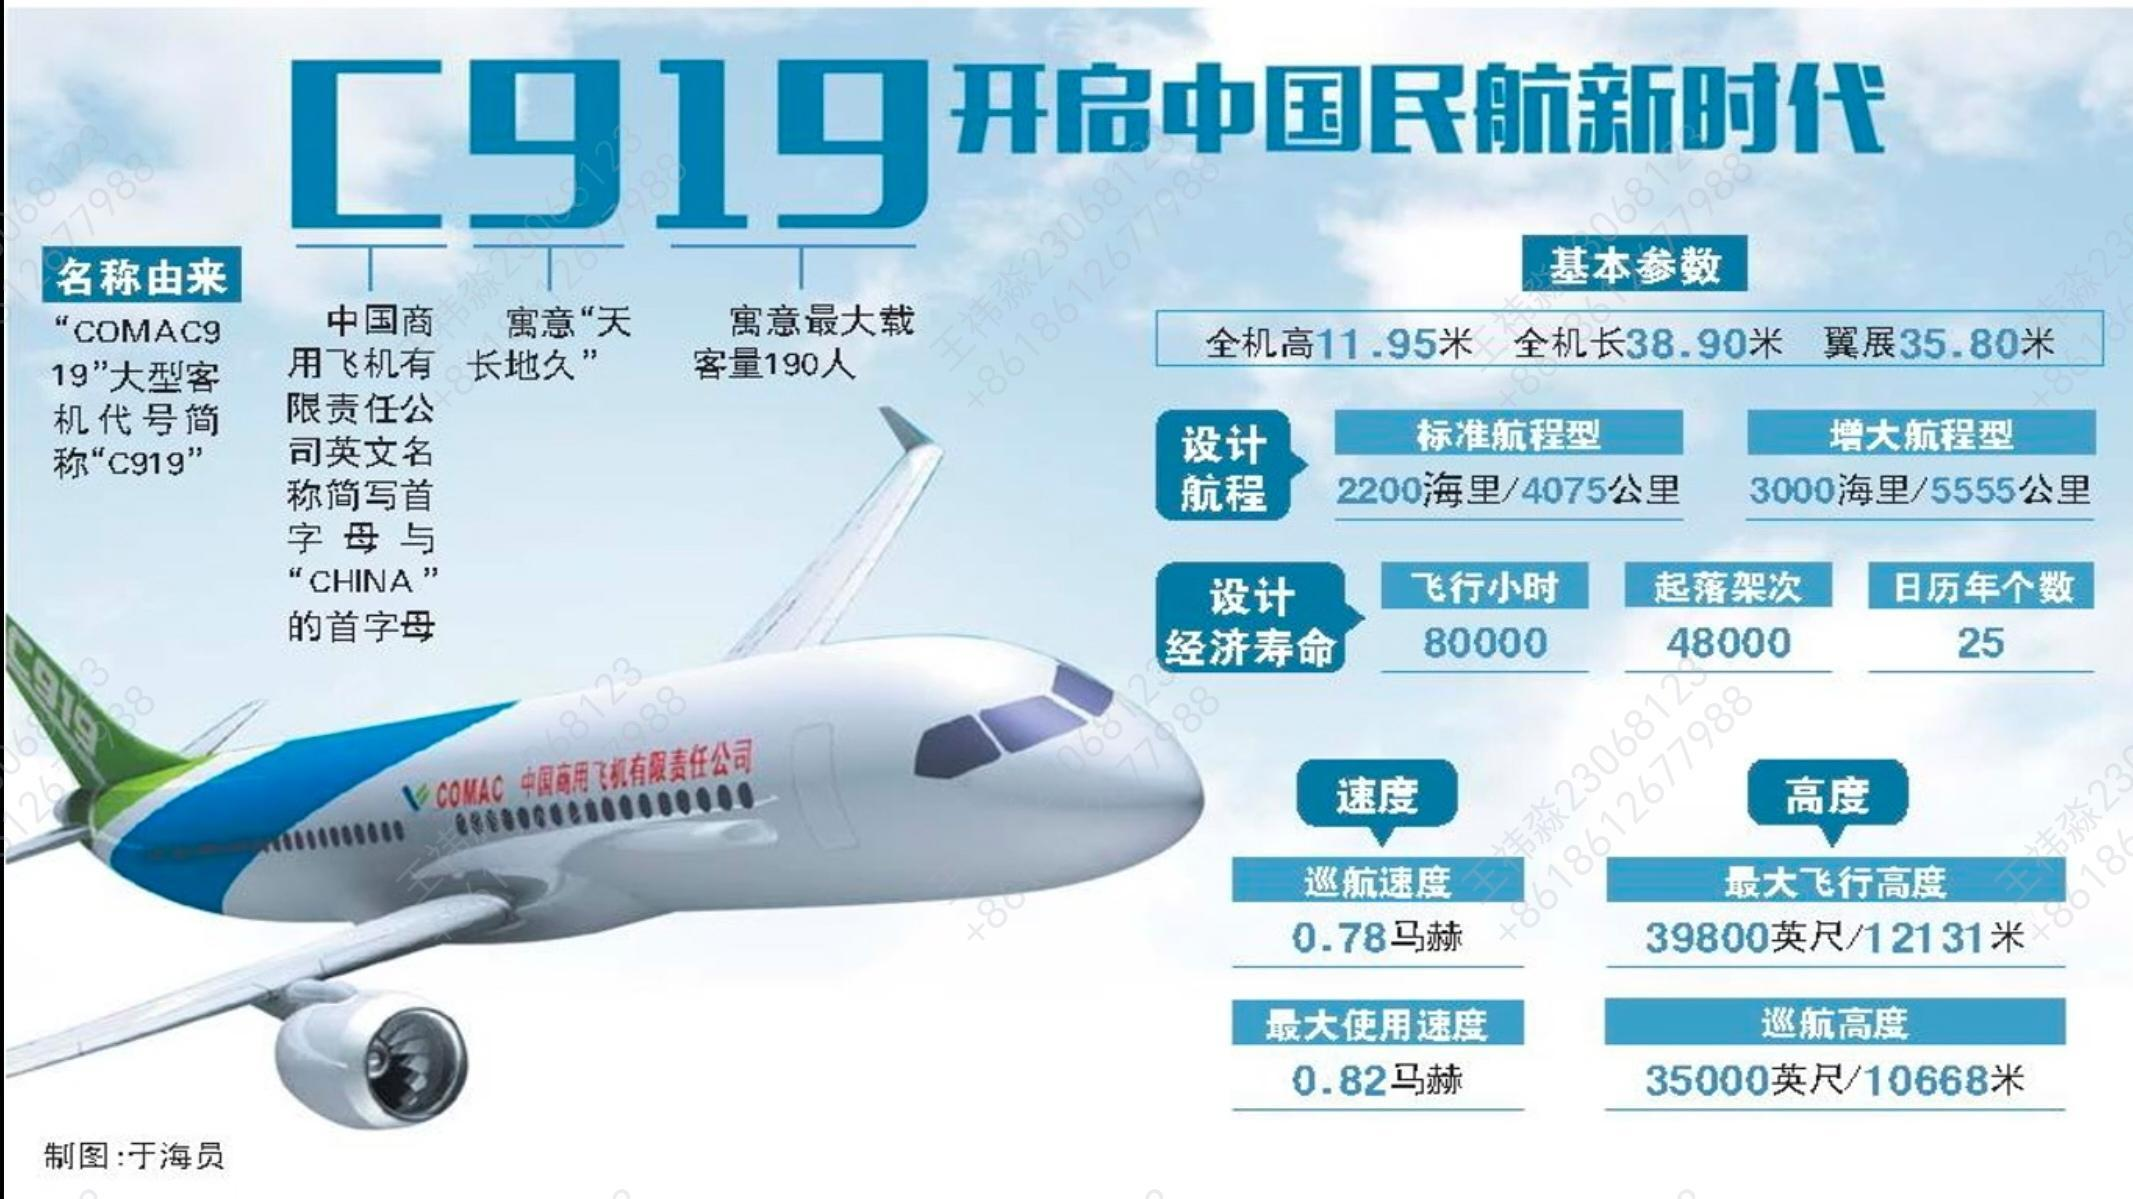 C919开启中国民航新时代
名称由来
“COMAC9
19”大型客
机代号简
称“C919”
中国商
用飞机有
限责任公
司英文名
称简写首
字母与
“CHINA”
的首字母
寓意“天
长地久”
寓意最大载
客量190人
基本参数
全机高11.95米 全机长38.90米 翼展35.80米
设计
航程
标准航程型
2200海里/4075公里
增大航程型
3000海里/5555公里
设计
经济寿命
飞行小时
80000
起落架次
48000
日历年个数
25
速度
巡航速度
0.78马赫
最大使用速度
0.82马赫
高度
最大飞行高度
39800英尺/12131米
巡航高度
35000英尺/10668米
C919
COMAC 中国商用飞机有限责任公司
制图:于海员
王祎淼23068123
+8618612677988